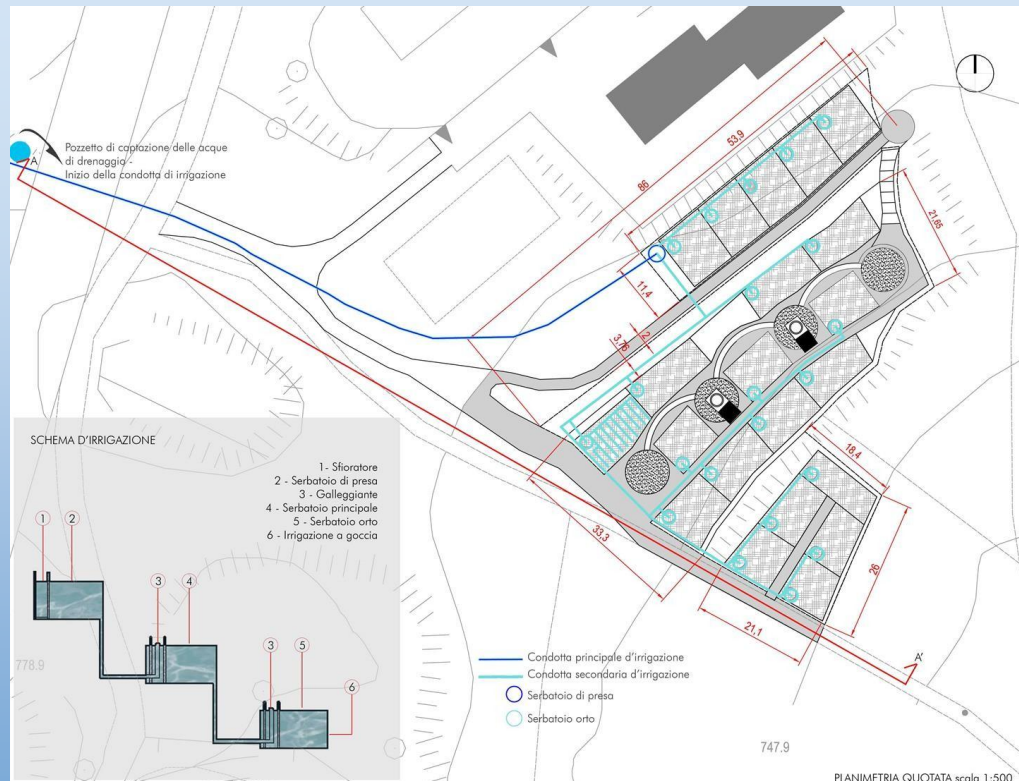 Pozzetto di captazione delle acque
di drenaggio -
Inizio della condotta di irrigazione
A
53,9
86
21,65
11,4
2
3,76
18,4
33,3
26
21,1
A'
SCHEMA D'IRRIGAZIONE
1- Sfioratore
2 - Serbatoio di presa
3 - Galleggiante
4 - Serbatoio principale
5 - Serbatoio orto
6 - Irrigazione a goccia
1
2
3
4
3
5
6
778.9
Condotta principale d'irrigazione
Condotta secondaria d'irrigazione
Serbatoio di presa
Serbatoio orto
747.9
PLANIMETRIA QUOTATA scala 1:500